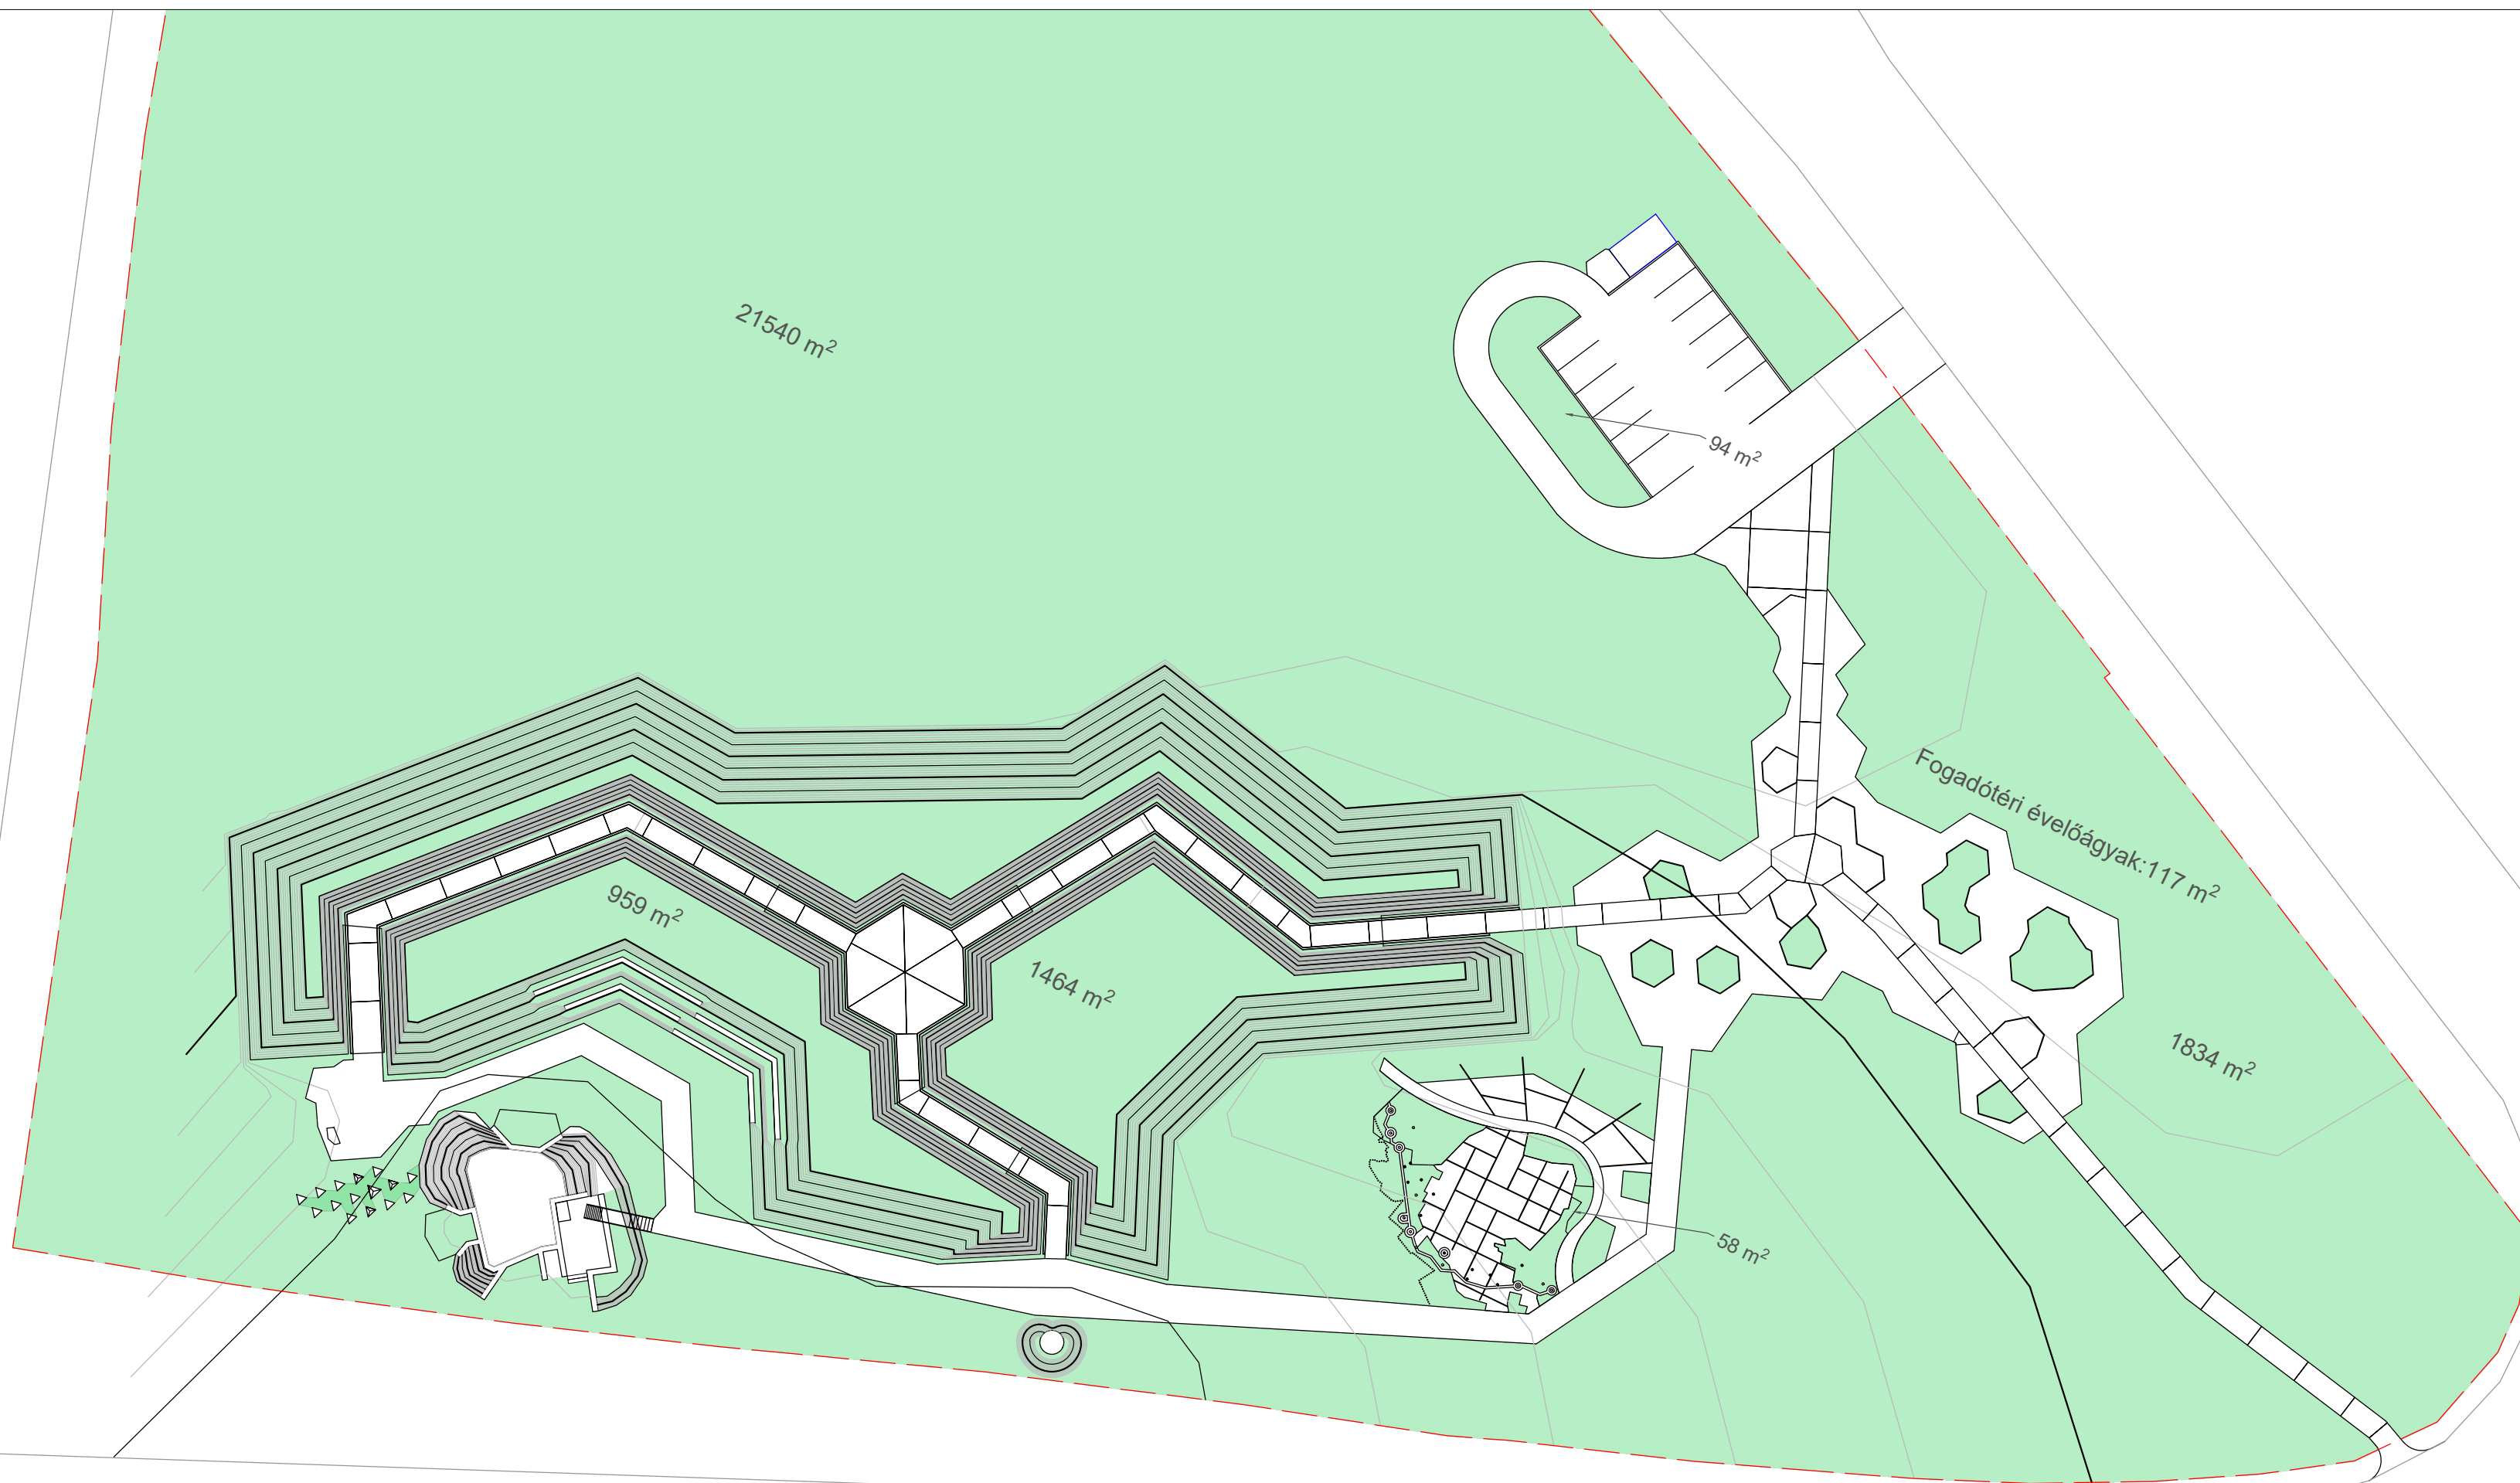 21540 m²
94 m²
Fogadótéri évelőágyak:117 m²
959 m²
1464 m²
1834 m²
58 m²